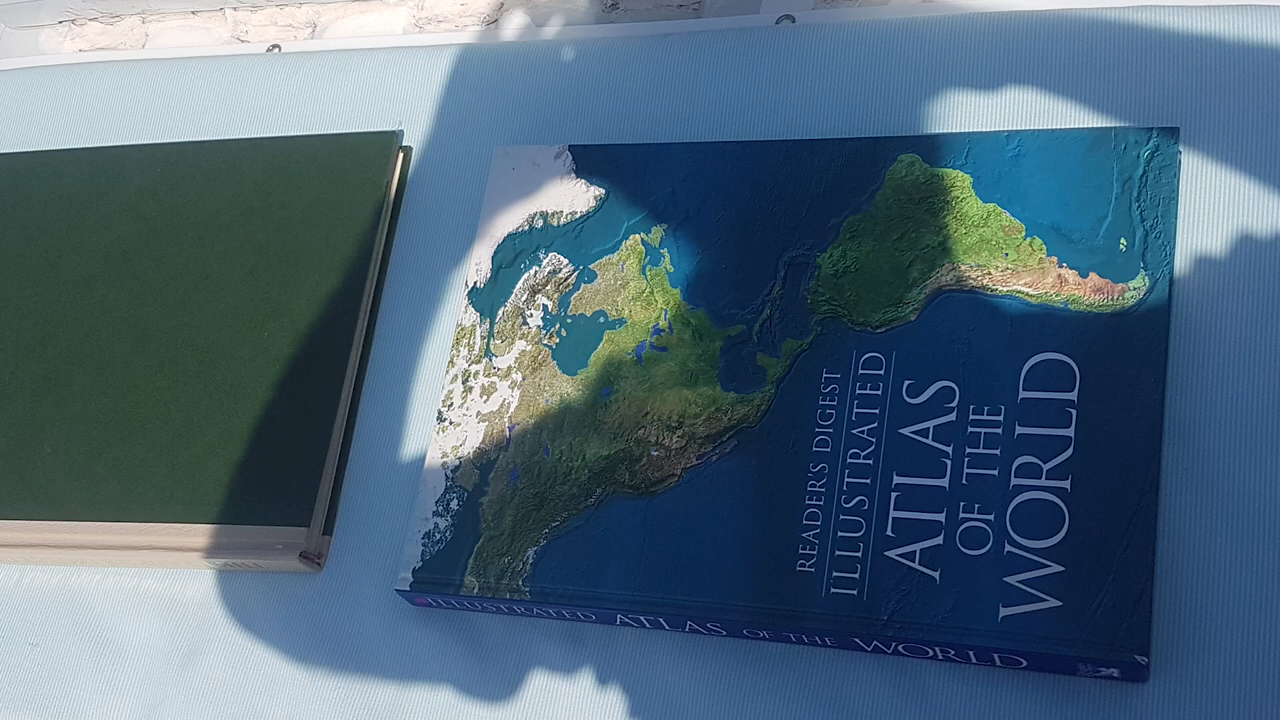 READER'S DIGEST
ILLUSTRATED
ATLAS
OF THE
WORLD
ILLUSTRATED ATLAS OF THE WORLD